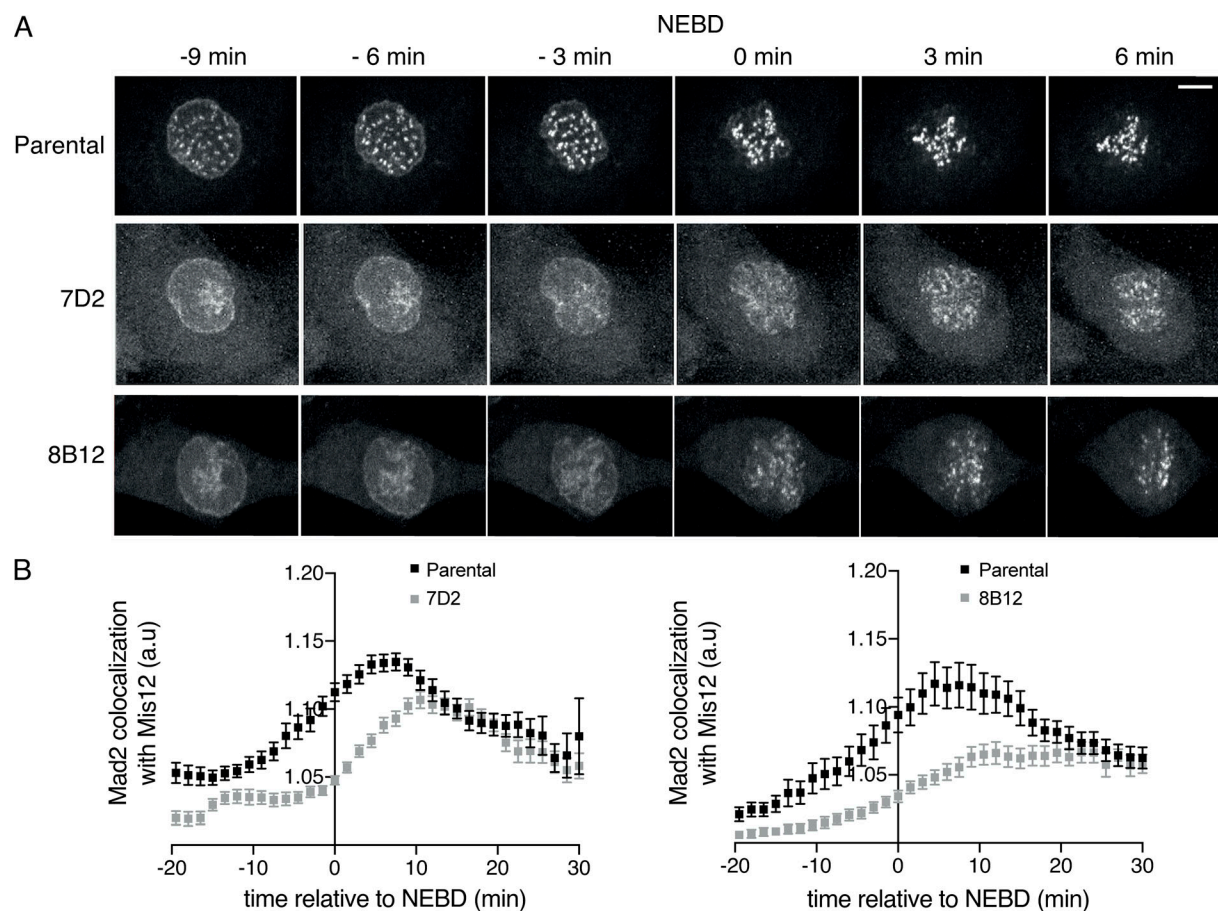 A
NEBD
-9 min
- 6 min
- 3 min
0 min
3 min
6 min
Parental
7D2
8B12
B
Mad2 colocalization
with Mis12 (a.u)
1.20
1.15
1.10
1.05
Parental
7D2
-20
-10
0
10
20
30
time relative to NEBD (min)
Mad2 colocalization
with Mis12 (a.u)
1.20
1.15
1.10
1.05
Parental
8B12
-20
-10
0
10
20
30
time relative to NEBD (min)